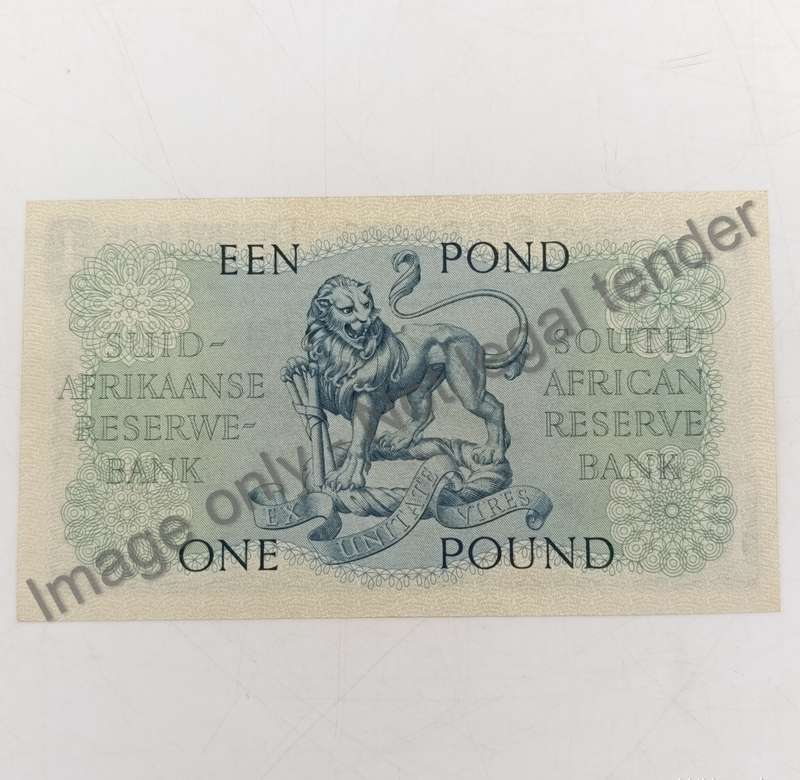 EEN POND
SUID-
AFRIKAANSE
RESERWE-
BANK
SOUTH
AFRICAN
RESERVE
BANK
EX UNITATE VIRES
ONE POUND
Image only - Not legal tender